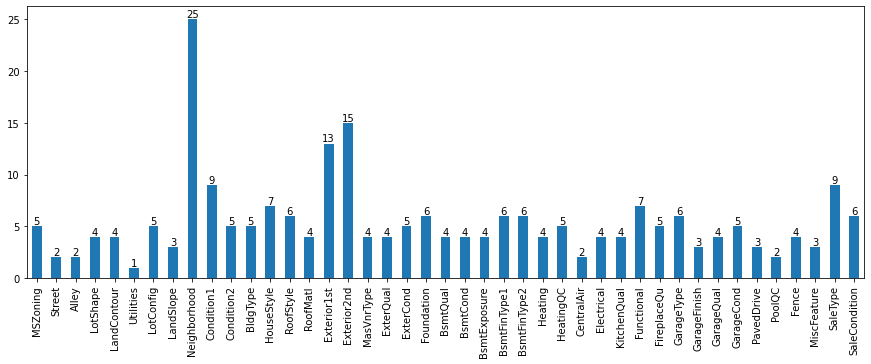 25
20
15
10
5
0
5
2
2
4
4
1
5
3
25
9
5
5
7
6
4
13
15
4
4
5
6
4
4
4
6
6
4
5
2
4
4
7
5
6
3
4
5
3
2
4
3
9
6
MSZoning
Street
Alley
LotShape
LandContour
Utilities
LotConfig
LandSlope
Neighborhood
Condition1
Condition2
BldgType
HouseStyle
RoofStyle
RoofMatl
Exterior1st
Exterior2nd
MasVnrType
ExterQual
ExterCond
Foundation
BsmtQual
BsmtCond
BsmtExposure
BsmtFinType1
BsmtFinType2
Heating
HeatingQC
CentralAir
Electrical
KitchenQual
Functional
FireplaceQu
GarageType
GarageFinish
GarageQual
GarageCond
PavedDrive
PoolQC
Fence
MiscFeature
SaleType
SaleCondition